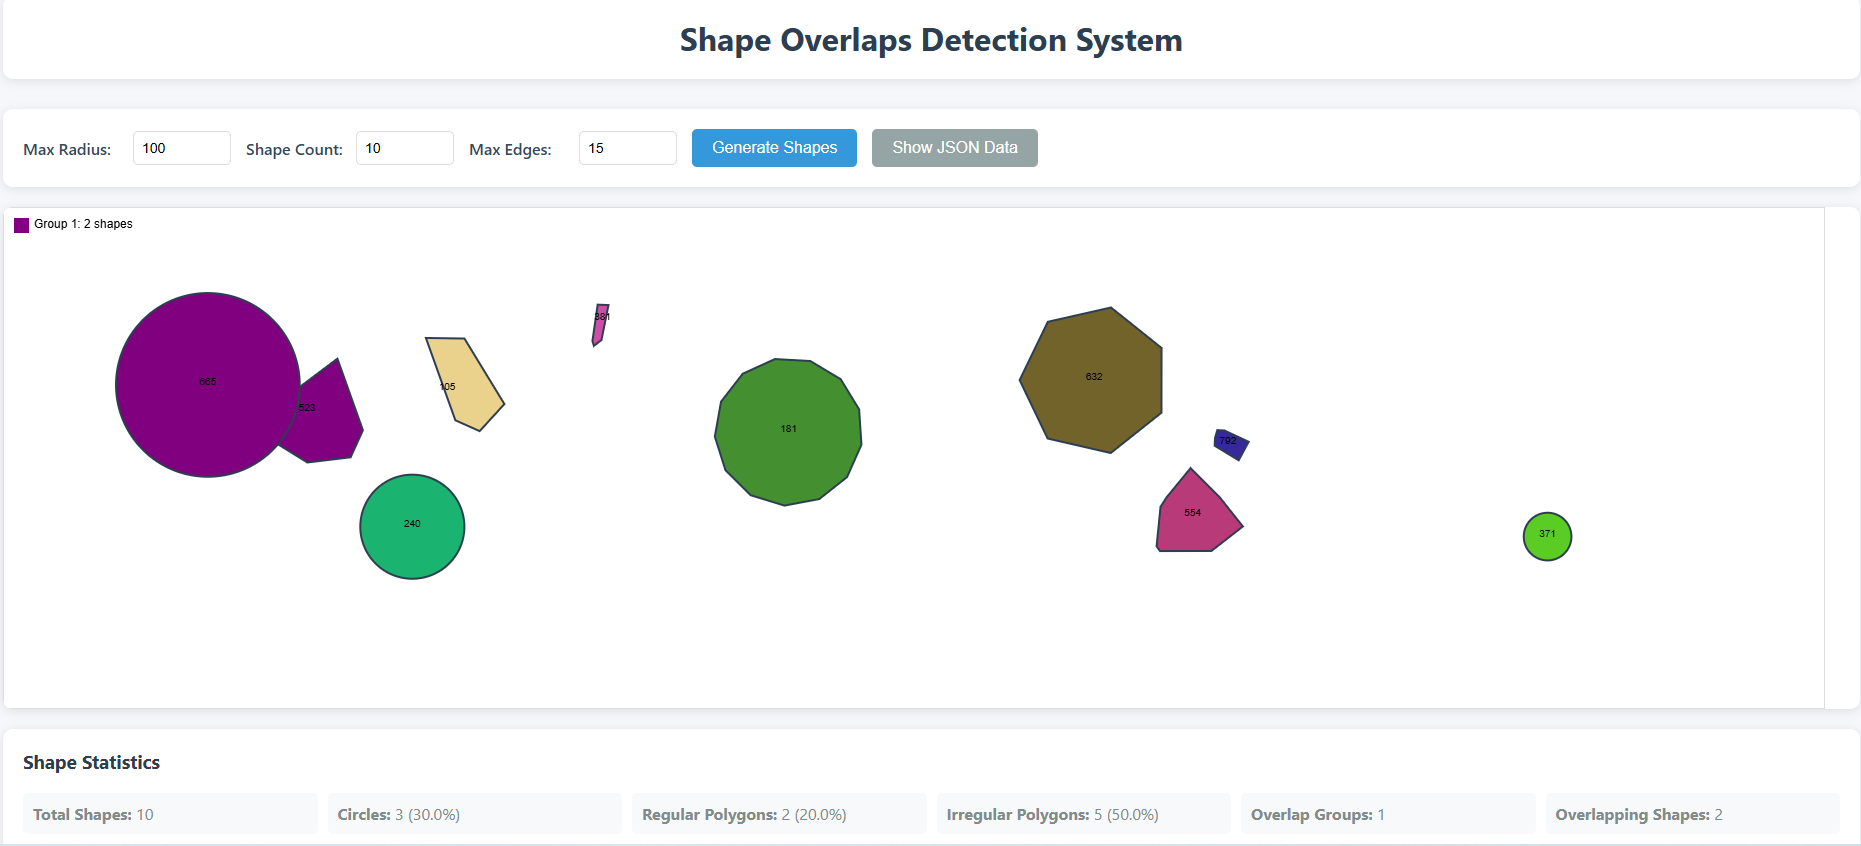 Shape Overlaps Detection System
Max Radius: 100 Shape Count: 10 Max Edges: 15 Generate Shapes Show JSON Data
Group 1: 2 shapes
381
632
665
105
523
181
792
554
240
371
Shape Statistics
Total Shapes: 10 Circles: 3 (30.0%) Regular Polygons: 2 (20.0%) Irregular Polygons: 5 (50.0%) Overlap Groups: 1 Overlapping Shapes: 2